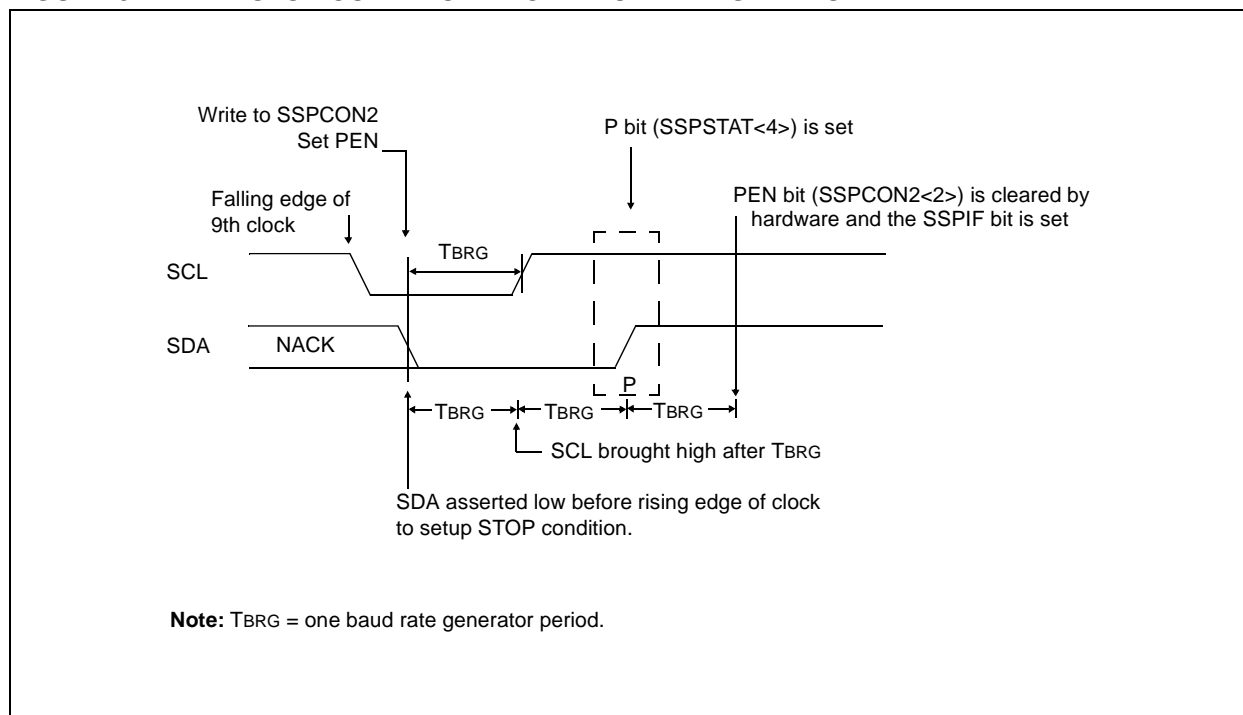 Write to SSPCON2
Set PEN
P bit (SSPSTAT<4>) is set
Falling edge of
9th clock
PEN bit (SSPCON2<2>) is cleared by
hardware and the SSPIF bit is set
TBRG
SCL
SDA
NACK
P
TBRG
TBRG
TBRG
SCL brought high after TBRG
SDA asserted low before rising edge of clock
to setup STOP condition.
Note: TBRG = one baud rate generator period.